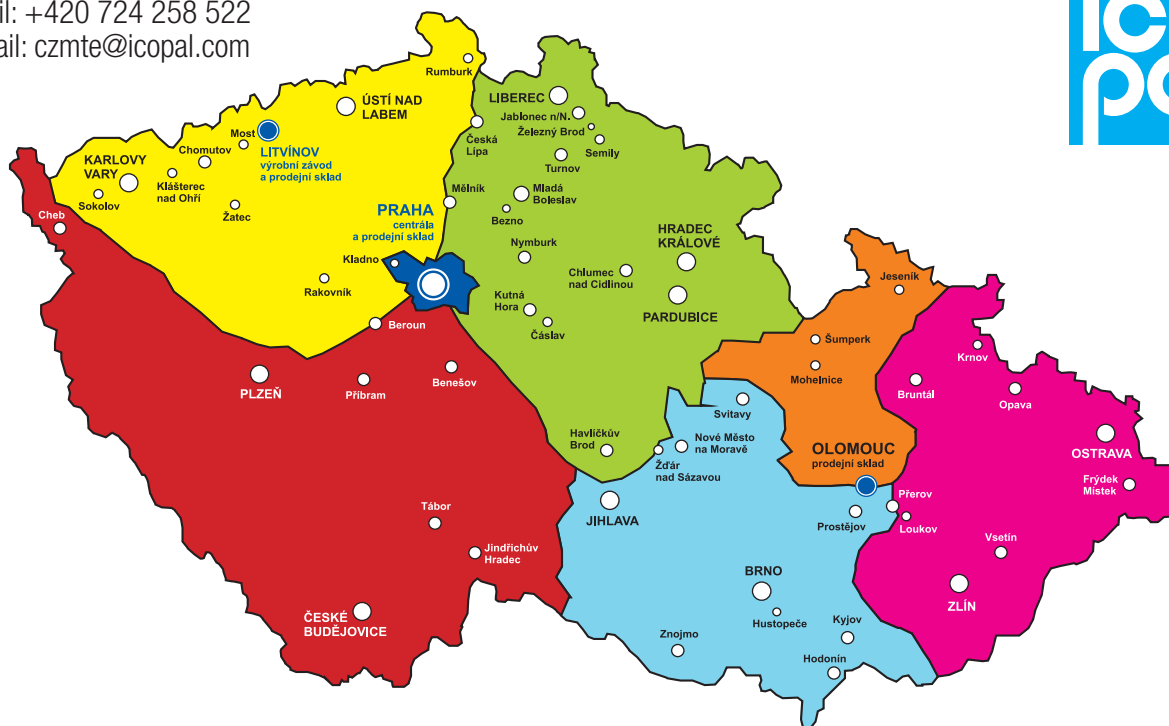 il: +420 724 258 522
ail: czmte@icopal.com
ic
po
Rumburk
ÚSTÍ NAD
LABEM
LIBEREC
Jablonec n/N.
Železný Brod
Semily
Česká
Lípa
Turnov
Most
Chomutov
LITVÍNOV
výrobní závod
a prodejní sklad
KARLOVY
VARY
Klášterec
nad Ohří
Sokolov
Žatec
Mělník
Mladá
Boleslav
Bezno
Cheb
PRAHA
centrála
a prodejní sklad
Kladno
Rakovník
Nymburk
HRADEC
KRÁLOVÉ
Chlumec
nad Cidlinou
Kutná
Hora
Čáslav
PARDUBICE
Jeseník
Beroun
Šumperk
Mohelnice
Krnov
Bruntál
Opava
PLZEŇ
Příbram
Benešov
Svitavy
Havlíčkův
Brod
Nové Město
na Moravě
Žďár
nad Sázavou
OLOMOUC
prodejní sklad
OSTRAVA
Frýdek
Místek
Přerov
Prostějov
Loukov
JIHLAVA
Tábor
Jindřichův
Hradec
Vsetín
BRNO
ZLÍN
Hustopeče
Kyjov
ČESKÉ
BUDĚJOVICE
Znojmo
Hodonín